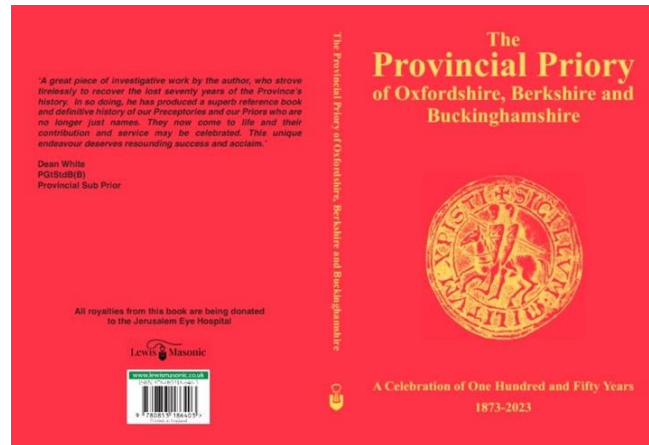 'A great piece of investigative work by the author, who strove
tirelessly to recover the lost seventy years of the Province's
history. In so doing, he has produced a superb reference book
and definitive history of our Preceptories and our Priors who are
no longer just names. They now come to life and their
contribution and service may be celebrated. This unique
endeavour deserves resounding success and acclaim.'
Dean White
PGtStdB(B)
Provincial Sub Prior
All royalties from this book are being donated
to the Jerusalem Eye Hospital
Lewis Masonic
www.lewismasonic.co.uk
Printed in England
The Provincial Priory of Oxfordshire, Berkshire and Buckinghamshire
The
Provincial Priory
of Oxfordshire, Berkshire and
Buckinghamshire
SIGILLUM MILITUM XPISTI
A Celebration of One Hundred and Fifty Years
1873-2023